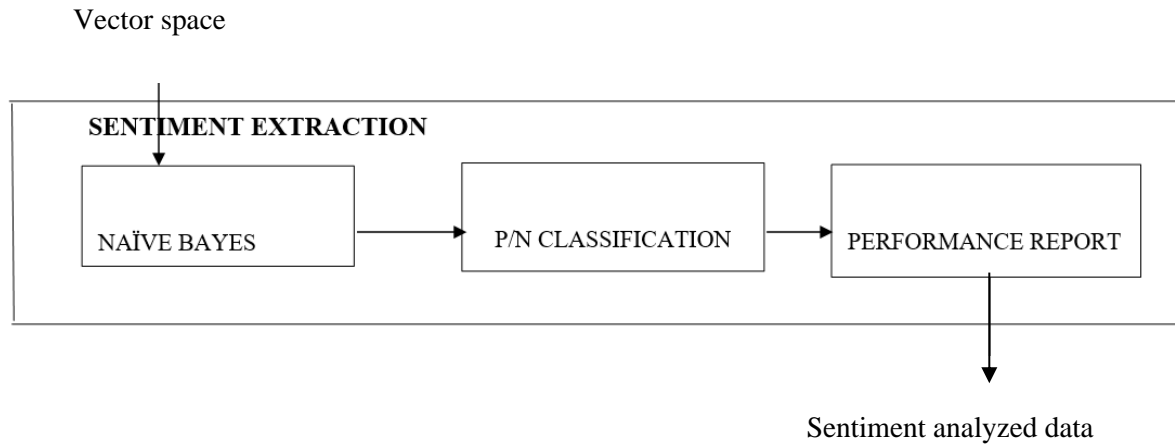 Vector space
SENTIMENT EXTRACTION
NAÏVE BAYES
P/N CLASSIFICATION
PERFORMANCE REPORT
Sentiment analyzed data